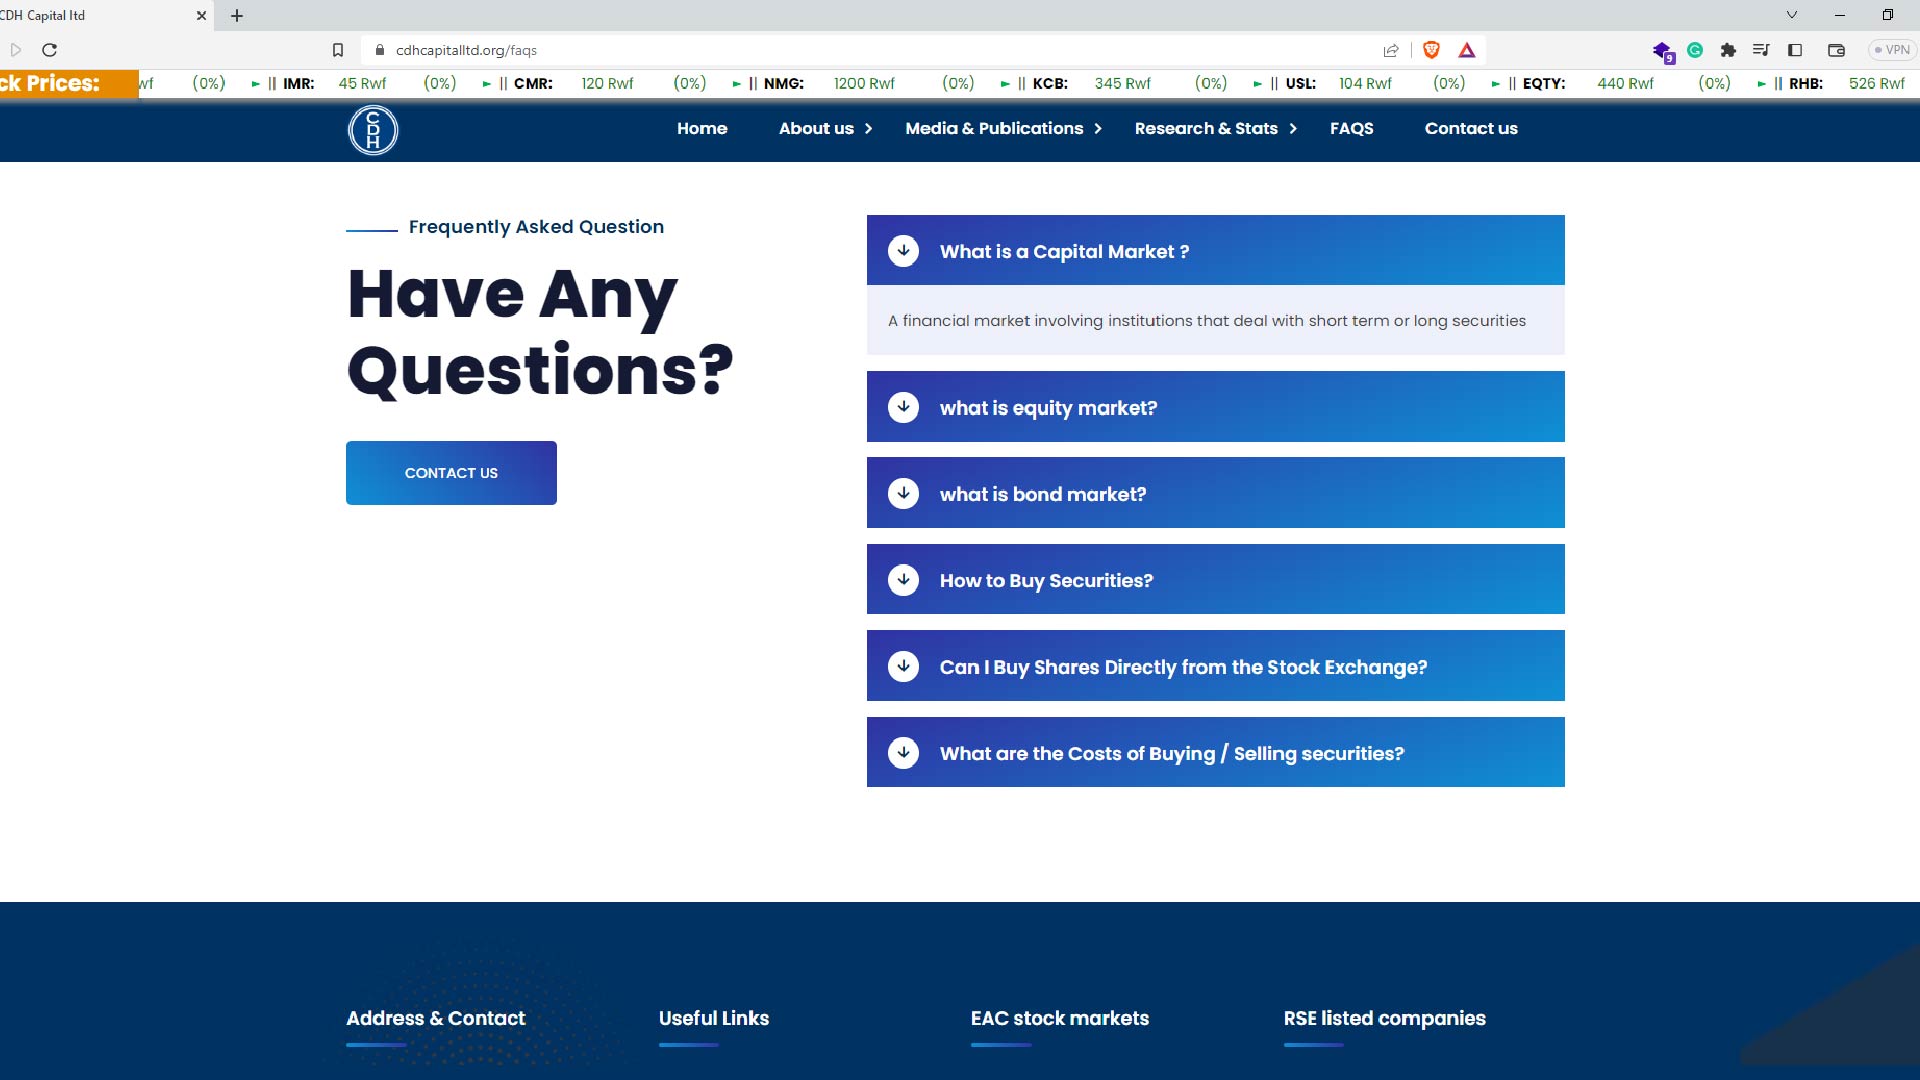 CDH Capital ltd
cdhcapitalltd.org/faqs
9
VPN
ck Prices: wf (0%) || IMR: 45 Rwf (0%) || CMR: 120 Rwf (0%) || NMG: 1200 Rwf (0%) || KCB: 345 Rwf (0%) || USL: 104 Rwf (0%) || EQTY: 440 Rwf (0%) || RHB: 526 Rwf
CDH
Home About us Media & Publications Research & Stats FAQS Contact us
Frequently Asked Question
Have Any
Questions?
CONTACT US
What is a Capital Market ?
A financial market involving institutions that deal with short term or long securities
what is equity market?
what is bond market?
How to Buy Securities?
Can I Buy Shares Directly from the Stock Exchange?
What are the Costs of Buying / Selling securities?
Address & Contact
Useful Links
EAC stock markets
RSE listed companies